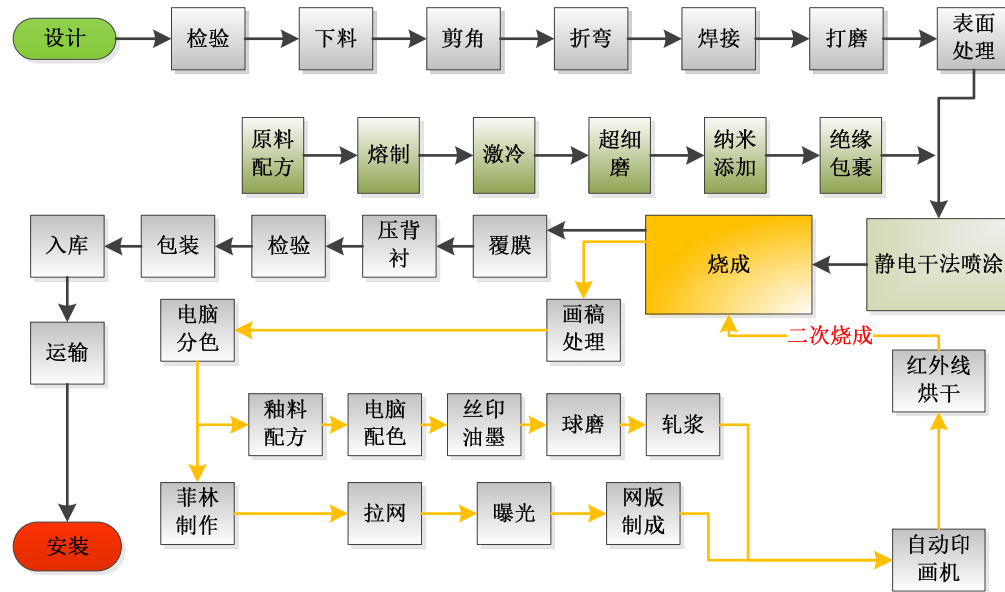 设计
检验
下料
剪角
折弯
焊接
打磨
表面
处理
原料
配方
熔制
激冷
超细
磨
纳米
添加
绝缘
包裹
入库
包装
检验
压背
衬
覆膜
烧成
静电干法喷涂
电脑
分色
画稿
处理
运输
二次烧成
红外线
烘干
釉料
配方
电脑
配色
丝印
油墨
球磨
轧浆
菲林
制作
拉网
曝光
网版
制成
安装
自动印
画机